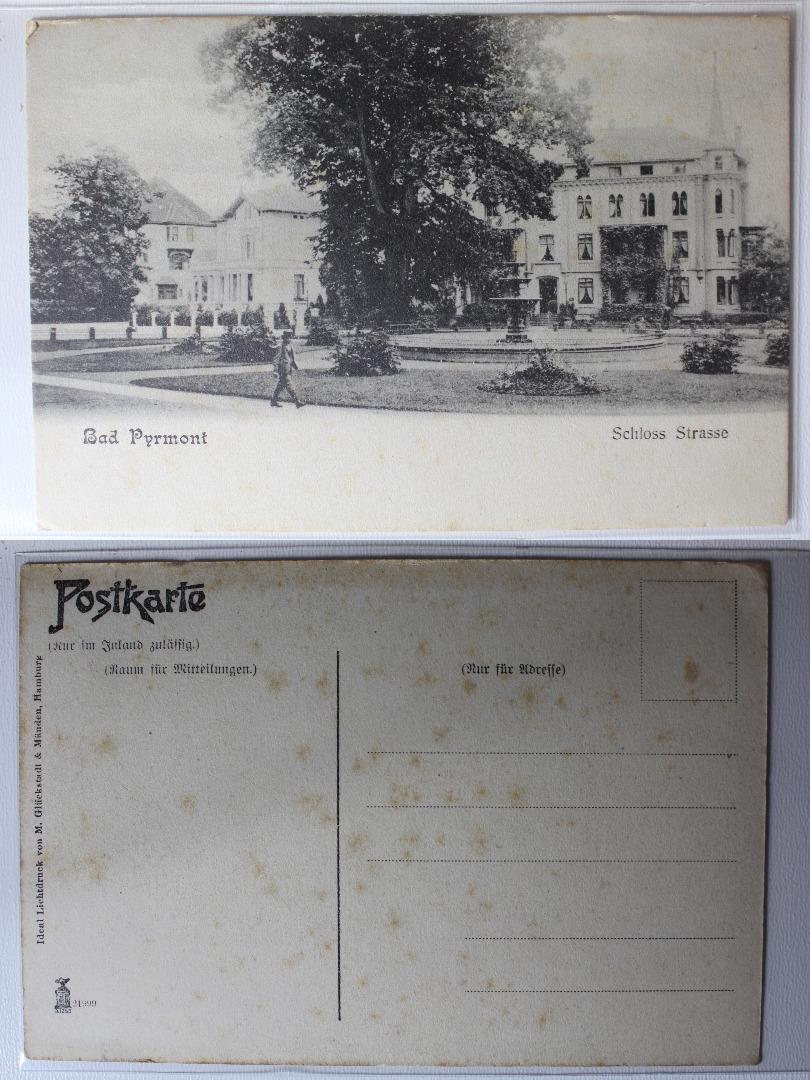 Bad Pyrmont
Schloss Strasse
Postkarte
(Nur im Inland zulässig.)
(Raum für Mitteilungen.)
(Nur für Adresse)
Ideal Lichtdruck von M. Glückstadt & Münden, Hamburg
21999